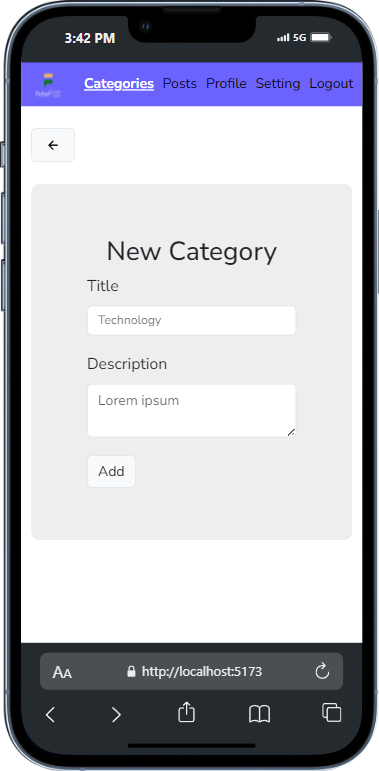 3:42 PM 5G
Categories Posts Profile Setting Logout
New Category
Title
Technology
Description
Lorem ipsum
Add
AA http://localhost:5173